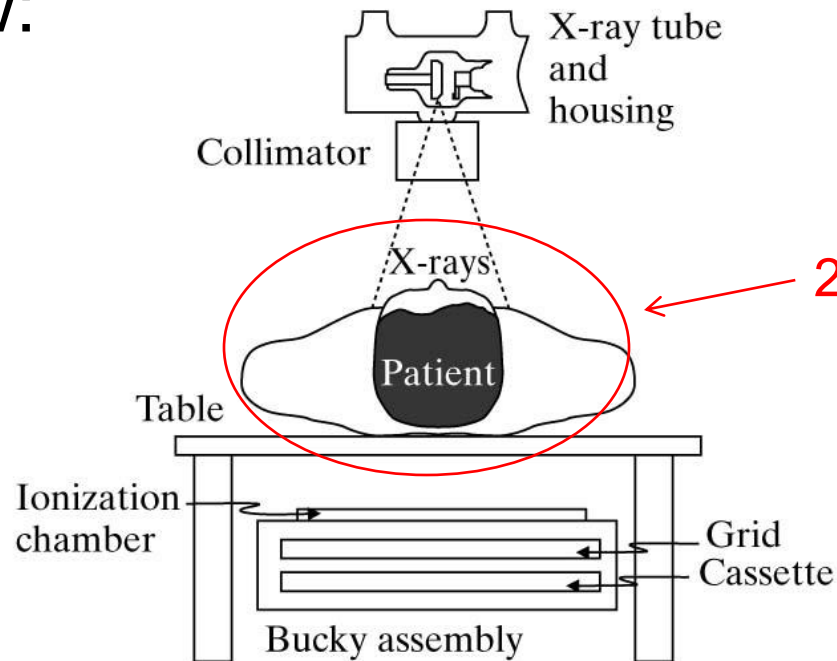 X-ray tube
and
housing
Collimator
X-rays
2
Patient
Table
Ionization
chamber
Grid
Cassette
Bucky assembly